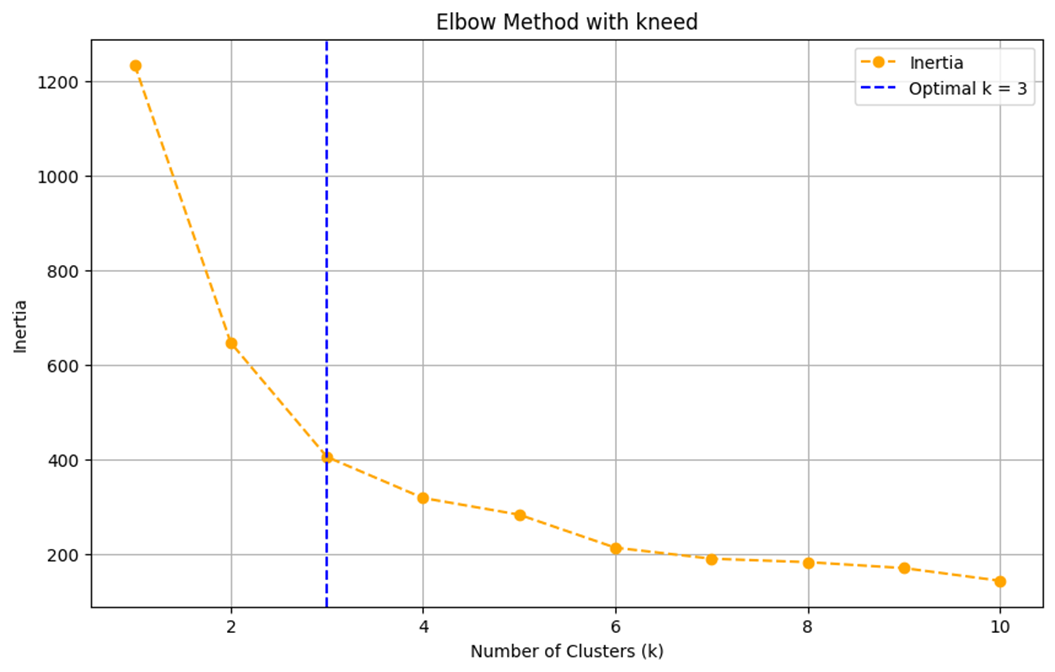 Elbow Method with kneed
Inertia
Optimal k = 3
1200
1000
800
600
400
200
Inertia
2 4 6 8 10
Number of Clusters (k)